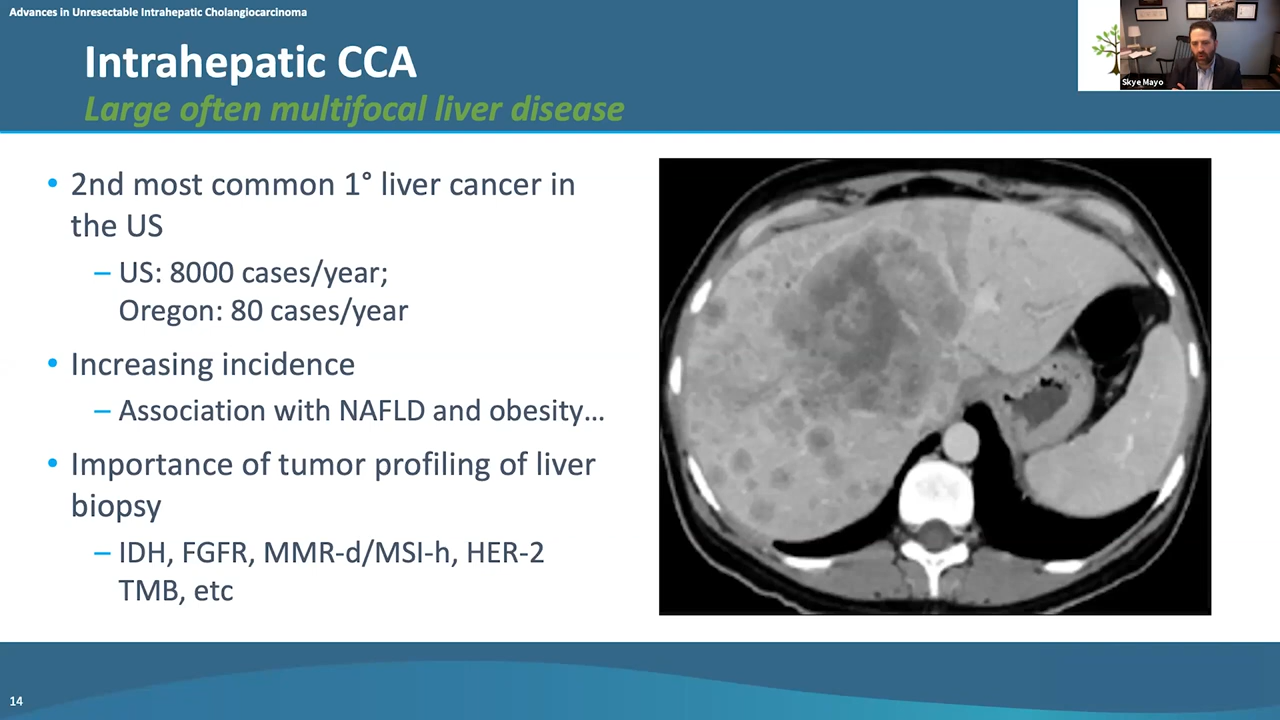 Advances in Unresectable Intrahepatic Cholangiocarcinoma
Intrahepatic CCA
Large often multifocal liver disease
Skye Mayo
• 2nd most common 1° liver cancer in
the US
– US: 8000 cases/year;
Oregon: 80 cases/year
• Increasing incidence
– Association with NAFLD and obesity…
• Importance of tumor profiling of liver
biopsy
– IDH, FGFR, MMR-d/MSI-h, HER-2
TMB, etc
14